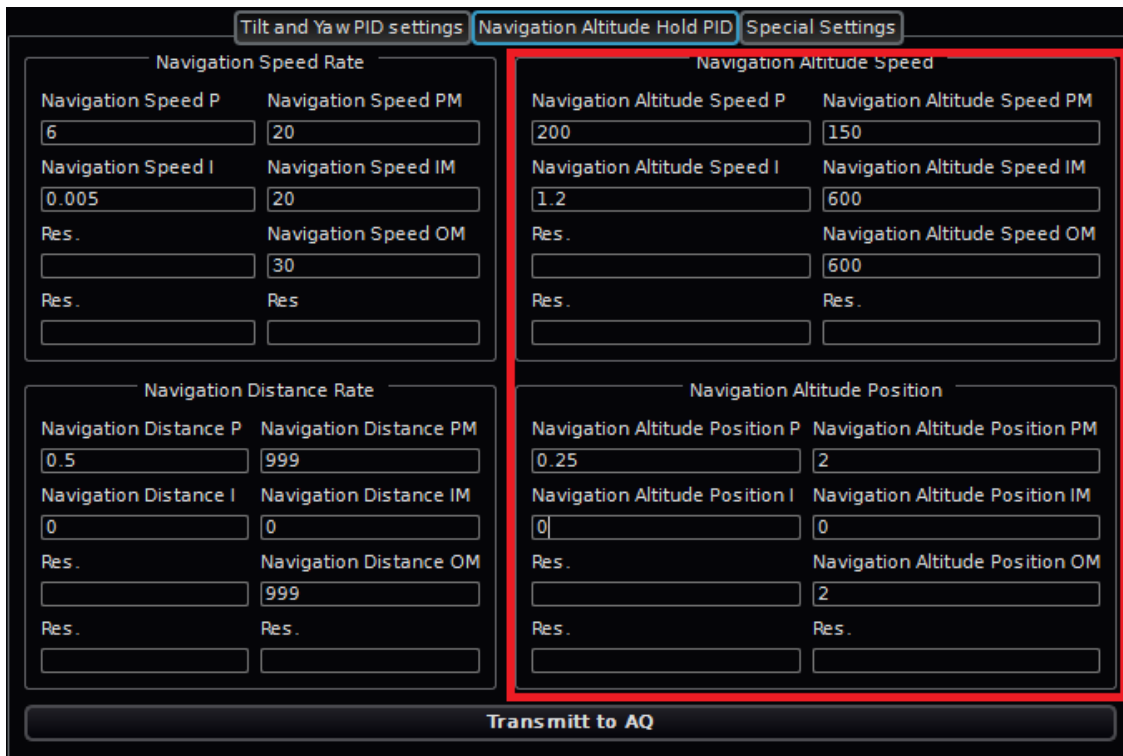 Tilt and Yaw PID settings Navigation Altitude Hold PID Special Settings
Navigation Speed Rate
Navigation Speed P Navigation Speed PM
6 20
Navigation Speed I Navigation Speed IM
0.005 20
Res. Navigation Speed OM
30
Res. Res
Navigation Altitude Speed
Navigation Altitude Speed P Navigation Altitude Speed PM
200 150
Navigation Altitude Speed I Navigation Altitude Speed IM
1.2 600
Res. Navigation Altitude Speed OM
600
Res. Res.
Navigation Distance Rate
Navigation Distance P Navigation Distance PM
0.5 999
Navigation Distance I Navigation Distance IM
0 0
Res. Navigation Distance OM
999
Res. Res.
Navigation Altitude Position
Navigation Altitude Position P Navigation Altitude Position PM
0.25 2
Navigation Altitude Position I Navigation Altitude Position IM
0 0
Res. Navigation Altitude Position OM
2
Res. Res.
Transmitt to AQ